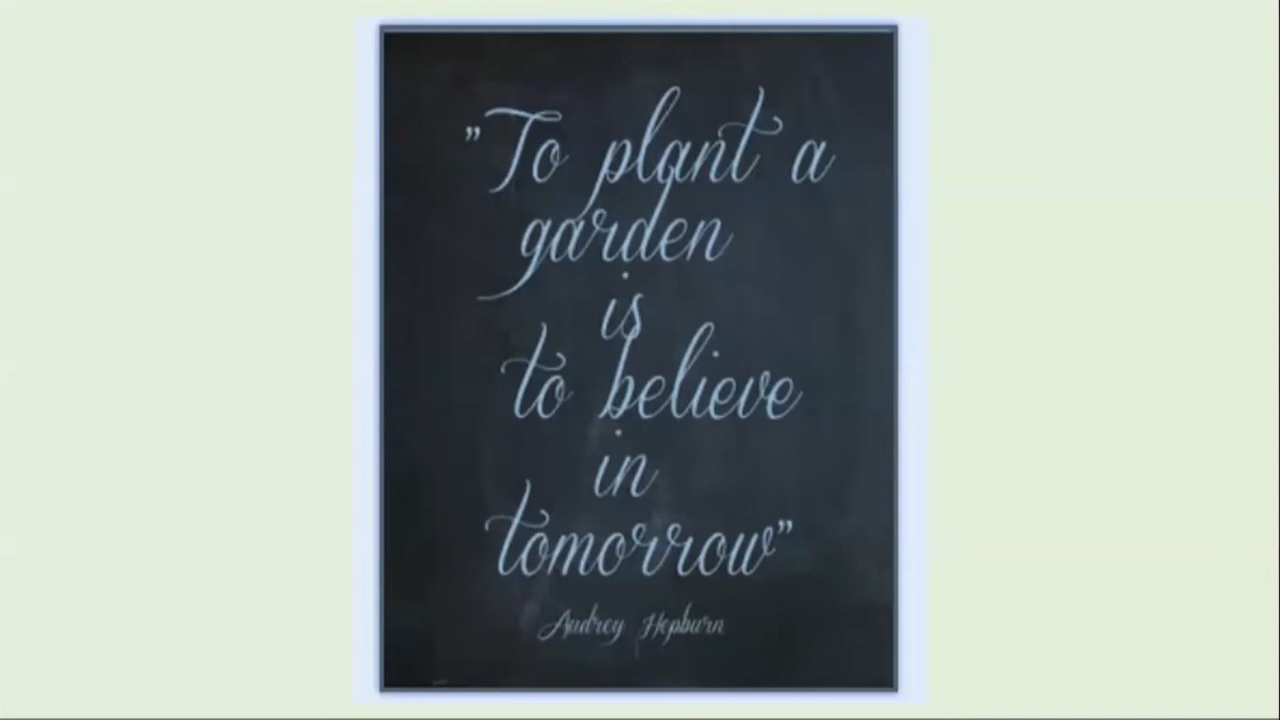 "To plant a
garden
is
to believe
in
tomorrow"
Audrey Hepburn